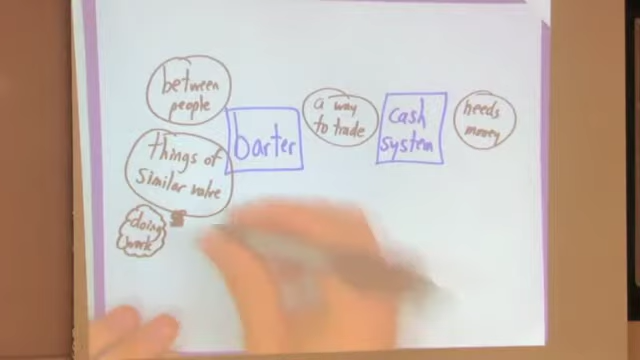 between
people
things of
similar value
doing
work
barter
a way
to trade
cash
system
needs
money